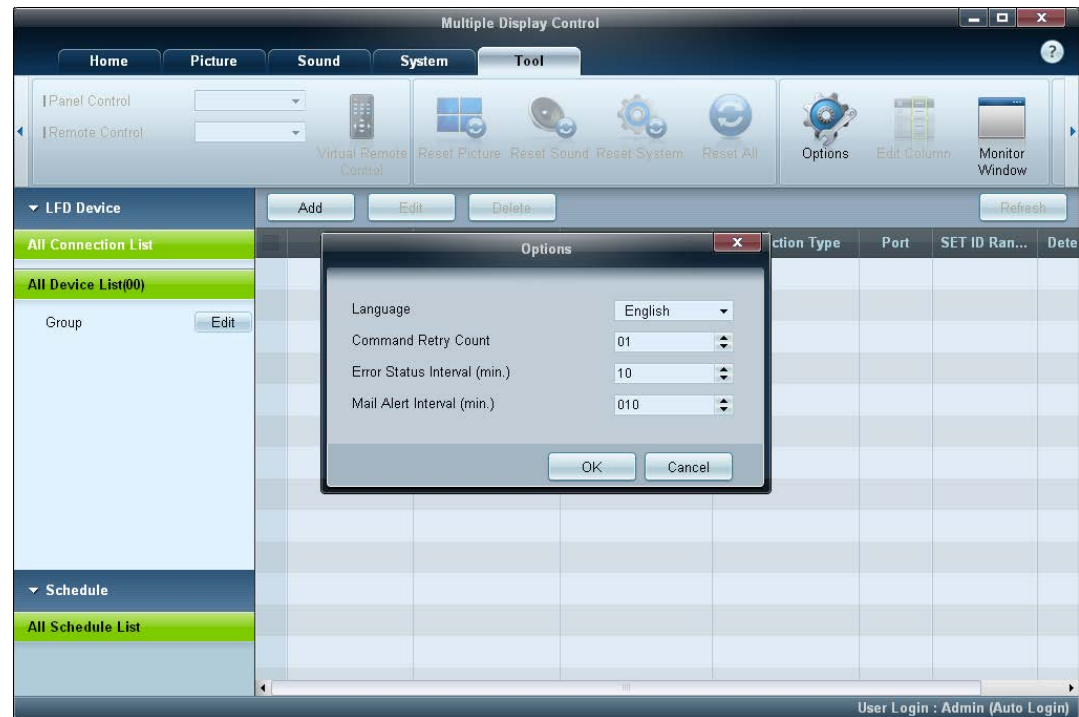 Multiple Display Control
Home Picture Sound System Tool
Panel Control
Remote Control
Virtual Remote Control
Reset Picture Reset Sound Reset System Reset All
Options Edit Column Monitor Window
LFD Device
Add Edit Delete Refresh
All Connection List
ction Type Port SET ID Ran... Dete
All Device List(00)
Group Edit
Options
Language English
Command Retry Count 01
Error Status Interval (min.) 10
Mail Alert Interval (min.) 010
OK Cancel
Schedule
All Schedule List
User Login : Admin (Auto Login)